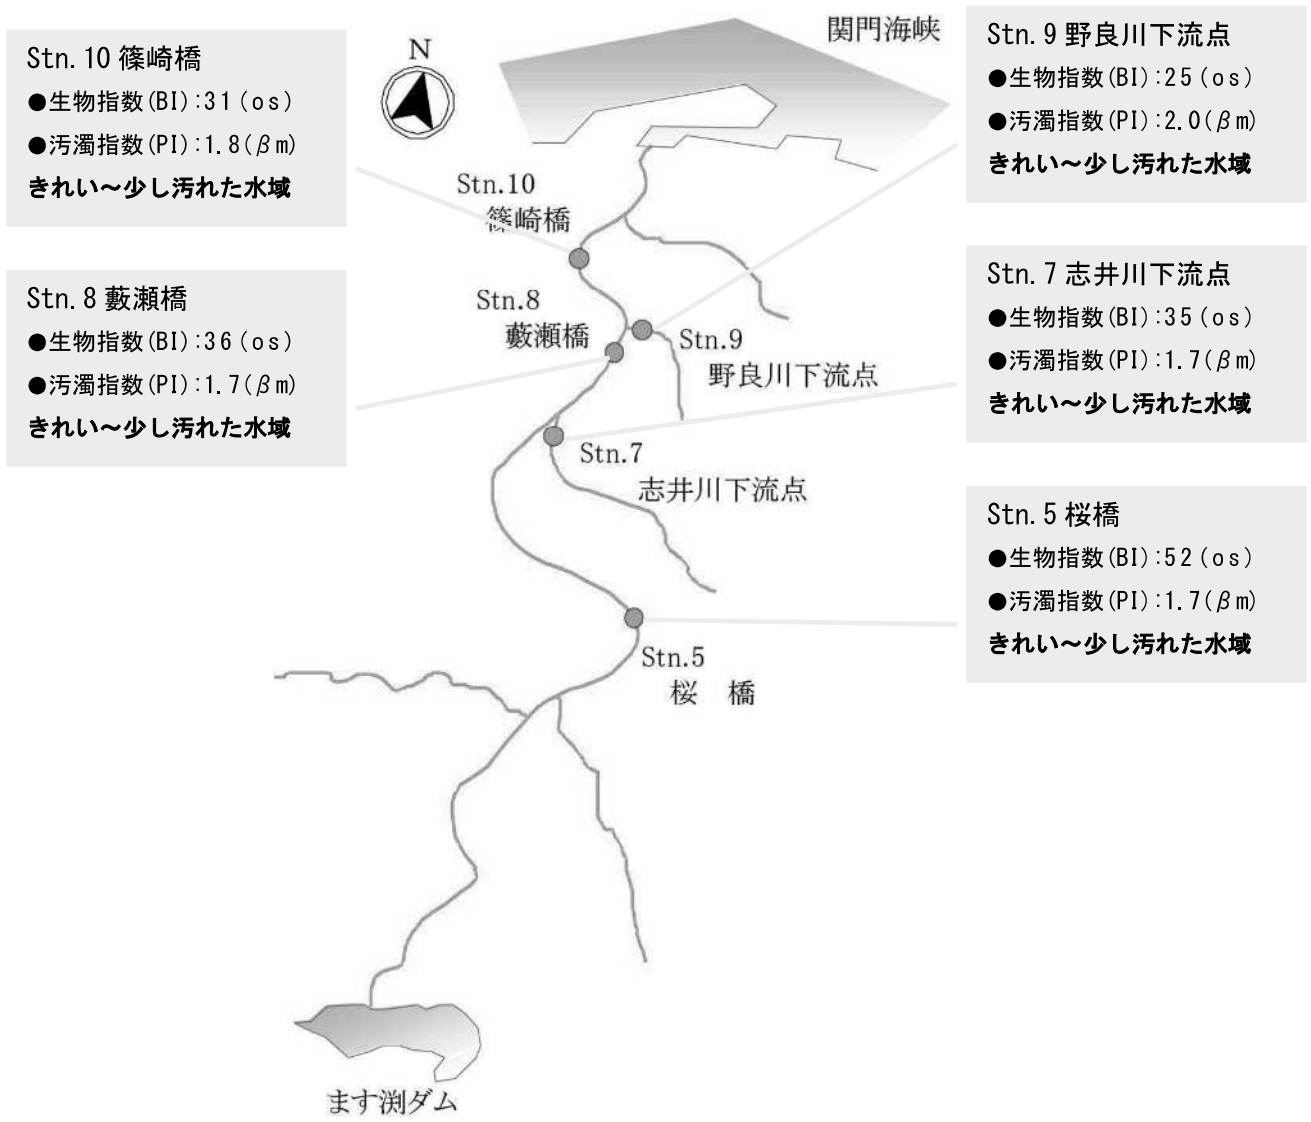 関門海峡
N
Stn.10 篠崎橋
●生物指数(BI):31(os)
●汚濁指数(PI):1.8(βm)
きれい～少し汚れた水域
Stn.9 野良川下流点
●生物指数(BI):25(os)
●汚濁指数(PI):2.0(βm)
きれい～少し汚れた水域
Stn.8 藪瀬橋
●生物指数(BI):36(os)
●汚濁指数(PI):1.7(βm)
きれい～少し汚れた水域
Stn.7 志井川下流点
●生物指数(BI):35(os)
●汚濁指数(PI):1.7(βm)
きれい～少し汚れた水域
Stn.5 桜橋
●生物指数(BI):52(os)
●汚濁指数(PI):1.7(βm)
きれい～少し汚れた水域
Stn.10
篠崎橋
Stn.8
藪瀬橋
Stn.9
野良川下流点
Stn.7
志井川下流点
Stn.5
桜　橋
ます渕ダム